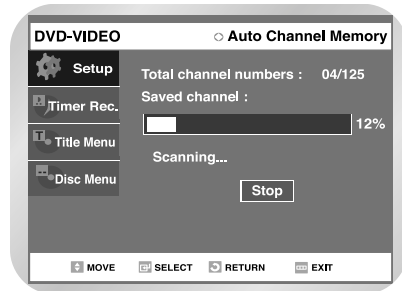 DVD-VIDEO
Auto Channel Memory
Setup
Timer Rec.
Title Menu
Disc Menu
Total channel numbers : 04/125
Saved channel :
12%
Scanning...
Stop
MOVE SELECT RETURN EXIT